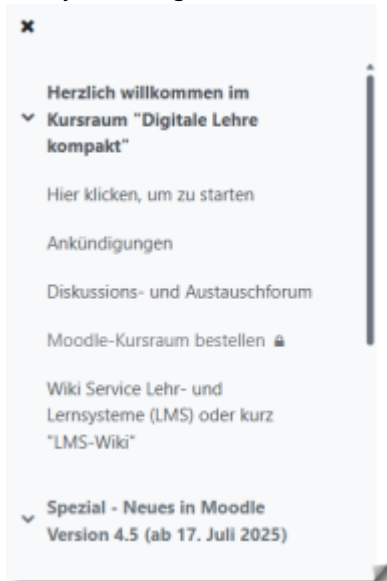 Herzlich willkommen im
Kursraum "Digitale Lehre
kompakt"
Hier klicken, um zu starten
Ankündigungen
Diskussions- und Austauschforum
Moodle-Kursraum bestellen
Wiki Service Lehr- und
Lernsysteme (LMS) oder kurz
"LMS-Wiki"
Spezial - Neues in Moodle
Version 4.5 (ab 17. Juli 2025)